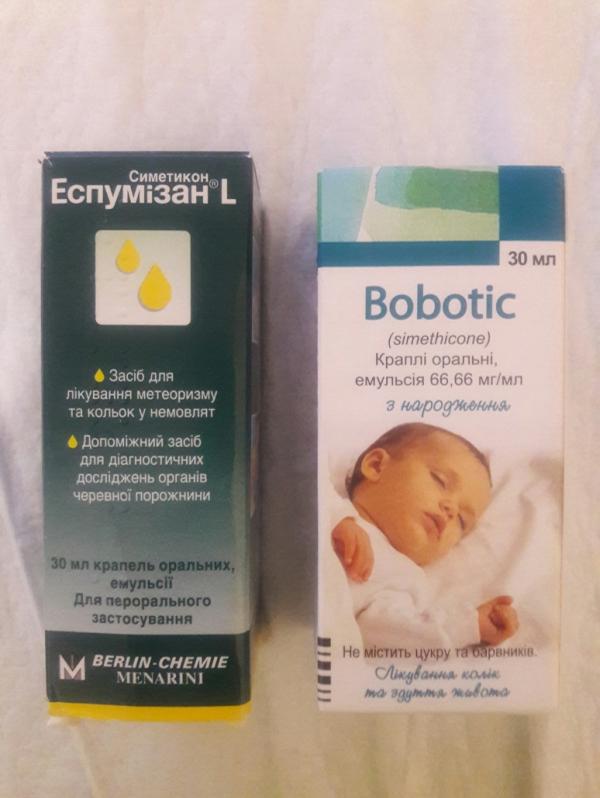 Симетикон
Еспумізан® L
Засіб для
лікування метеоризму
та кольок у немовлят
Допоміжний засіб
для діагностичних
досліджень органів
черевної порожнини
30 мл крапель оральних,
емульсії
Для перорального
застосування
BERLIN-CHEMIE
MENARINI
30 мл
Bobotic
(simethicone)
Краплі оральні,
емульсія 66,66 мг/мл
з народження
Не містить цукру та барвників.
Лікування колік
та здуття живота